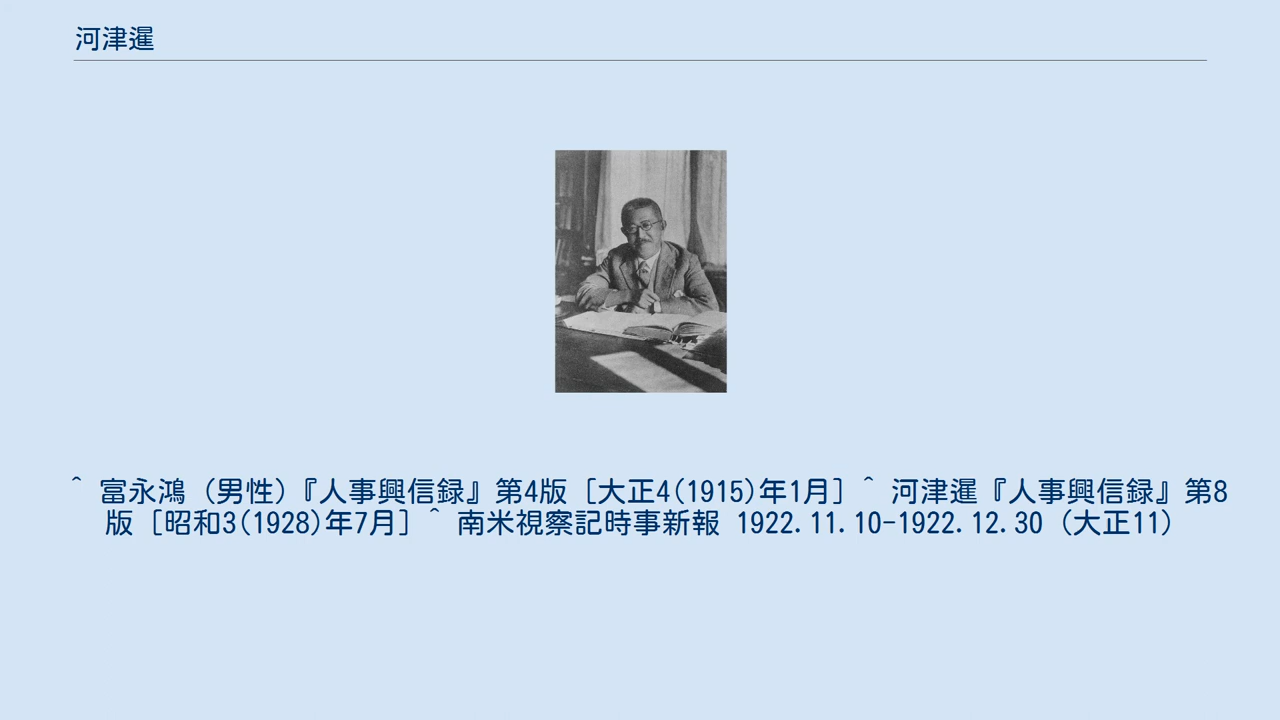 河津暹
^ 富永鴻 (男性)『人事興信録』第4版 [大正4(1915)年1月] ^ 河津暹『人事興信録』第8
版 [昭和3(1928)年7月] ^ 南米視察記時事新報 1922.11.10-1922.12.30 (大正11)